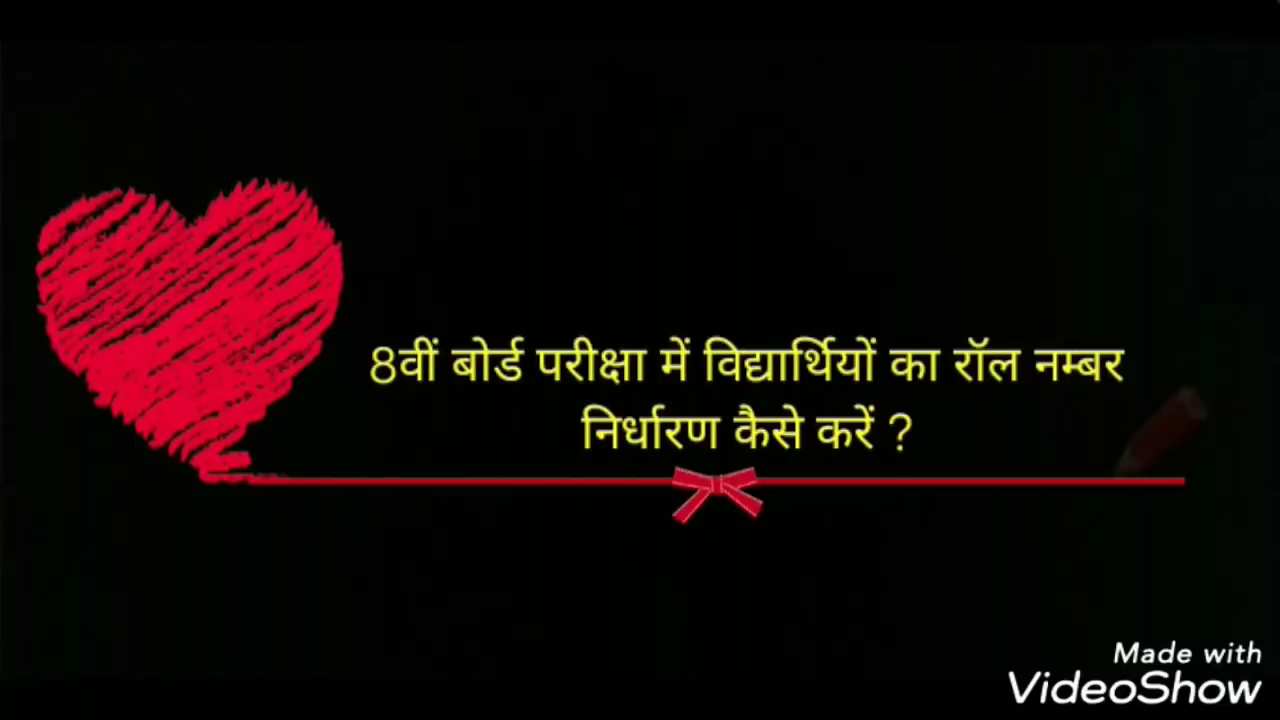 8वीं बोर्ड परीक्षा में विद्यार्थियों का रॉल नम्बर
निर्धारण कैसे करें ?
Made with
VideoShow